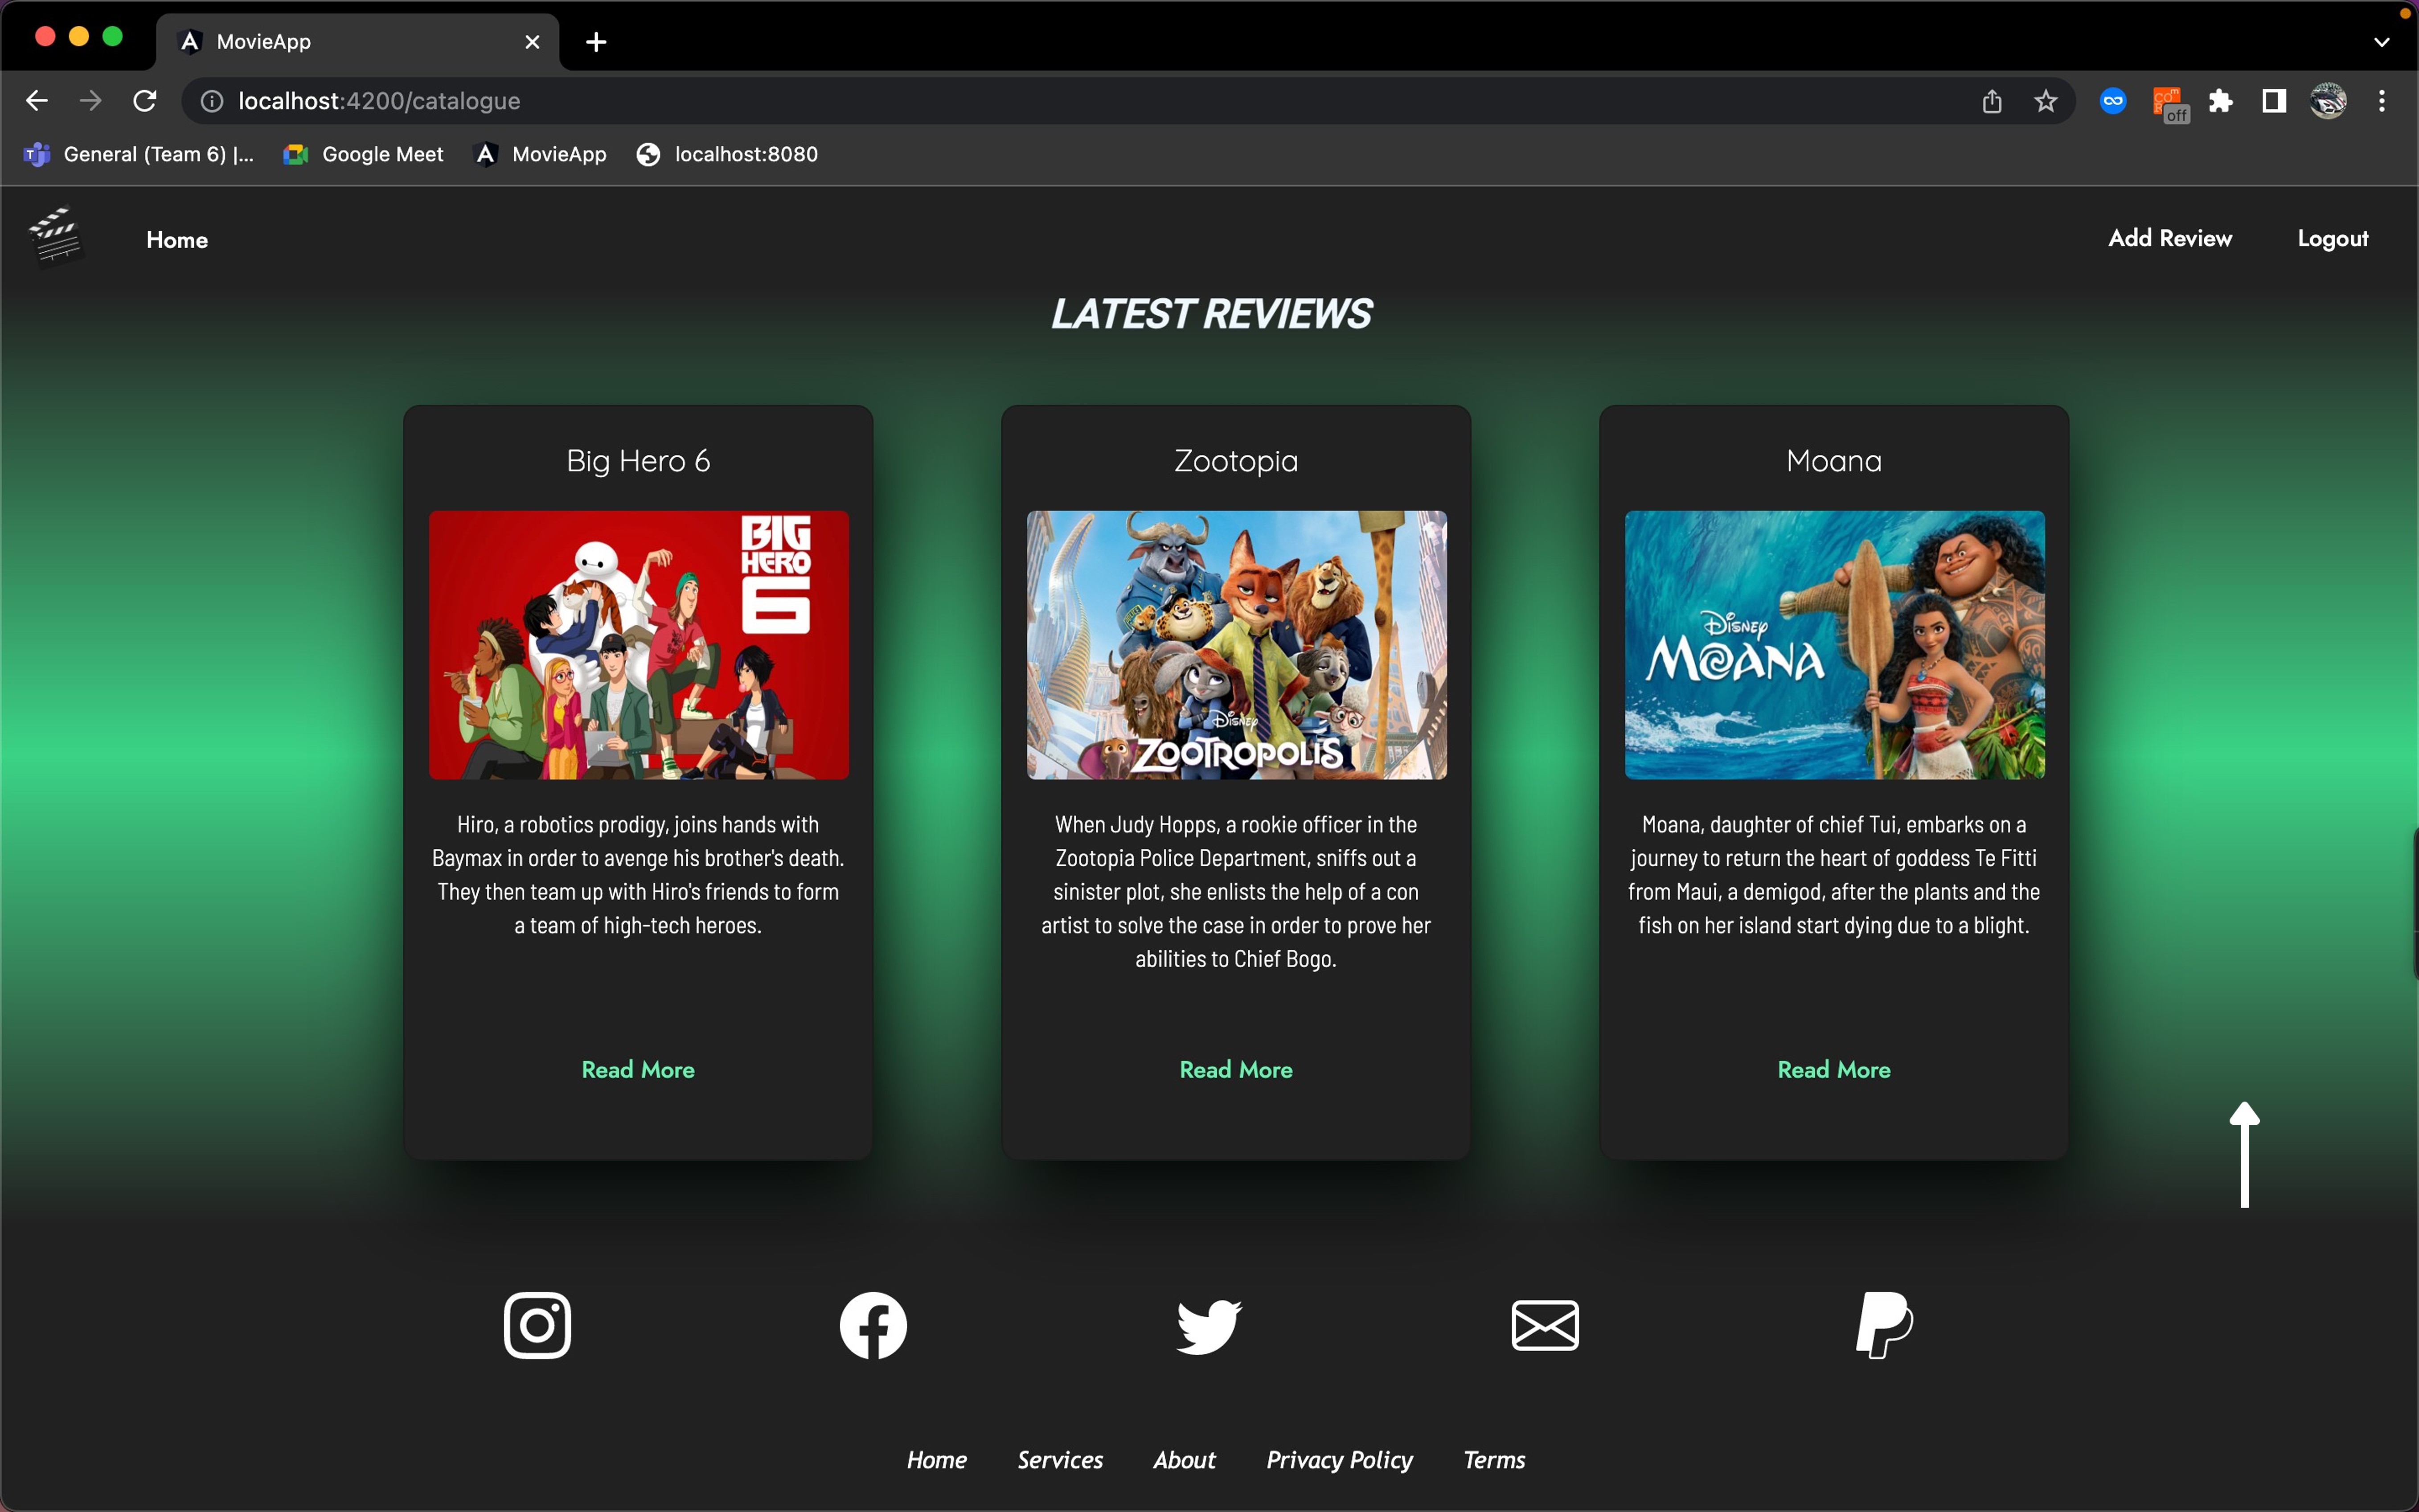 MovieApp
localhost:4200/catalogue
off
General (Team 6) |...
Google Meet
MovieApp
localhost:8080
Home
Add Review
Logout
LATEST REVIEWS
Big Hero 6
BIG
HERO
6
Hiro, a robotics prodigy, joins hands with
Baymax in order to avenge his brother's death.
They then team up with Hiro's friends to form
a team of high-tech heroes.
Read More
Zootopia
DISNEY
ZOOTROPOLIS
When Judy Hopps, a rookie officer in the
Zootopia Police Department, sniffs out a
sinister plot, she enlists the help of a con
artist to solve the case in order to prove her
abilities to Chief Bogo.
Read More
Moana
DISNEY
MOANA
Moana, daughter of chief Tui, embarks on a
journey to return the heart of goddess Te Fitti
from Maui, a demigod, after the plants and the
fish on her island start dying due to a blight.
Read More
Home
Services
About
Privacy Policy
Terms